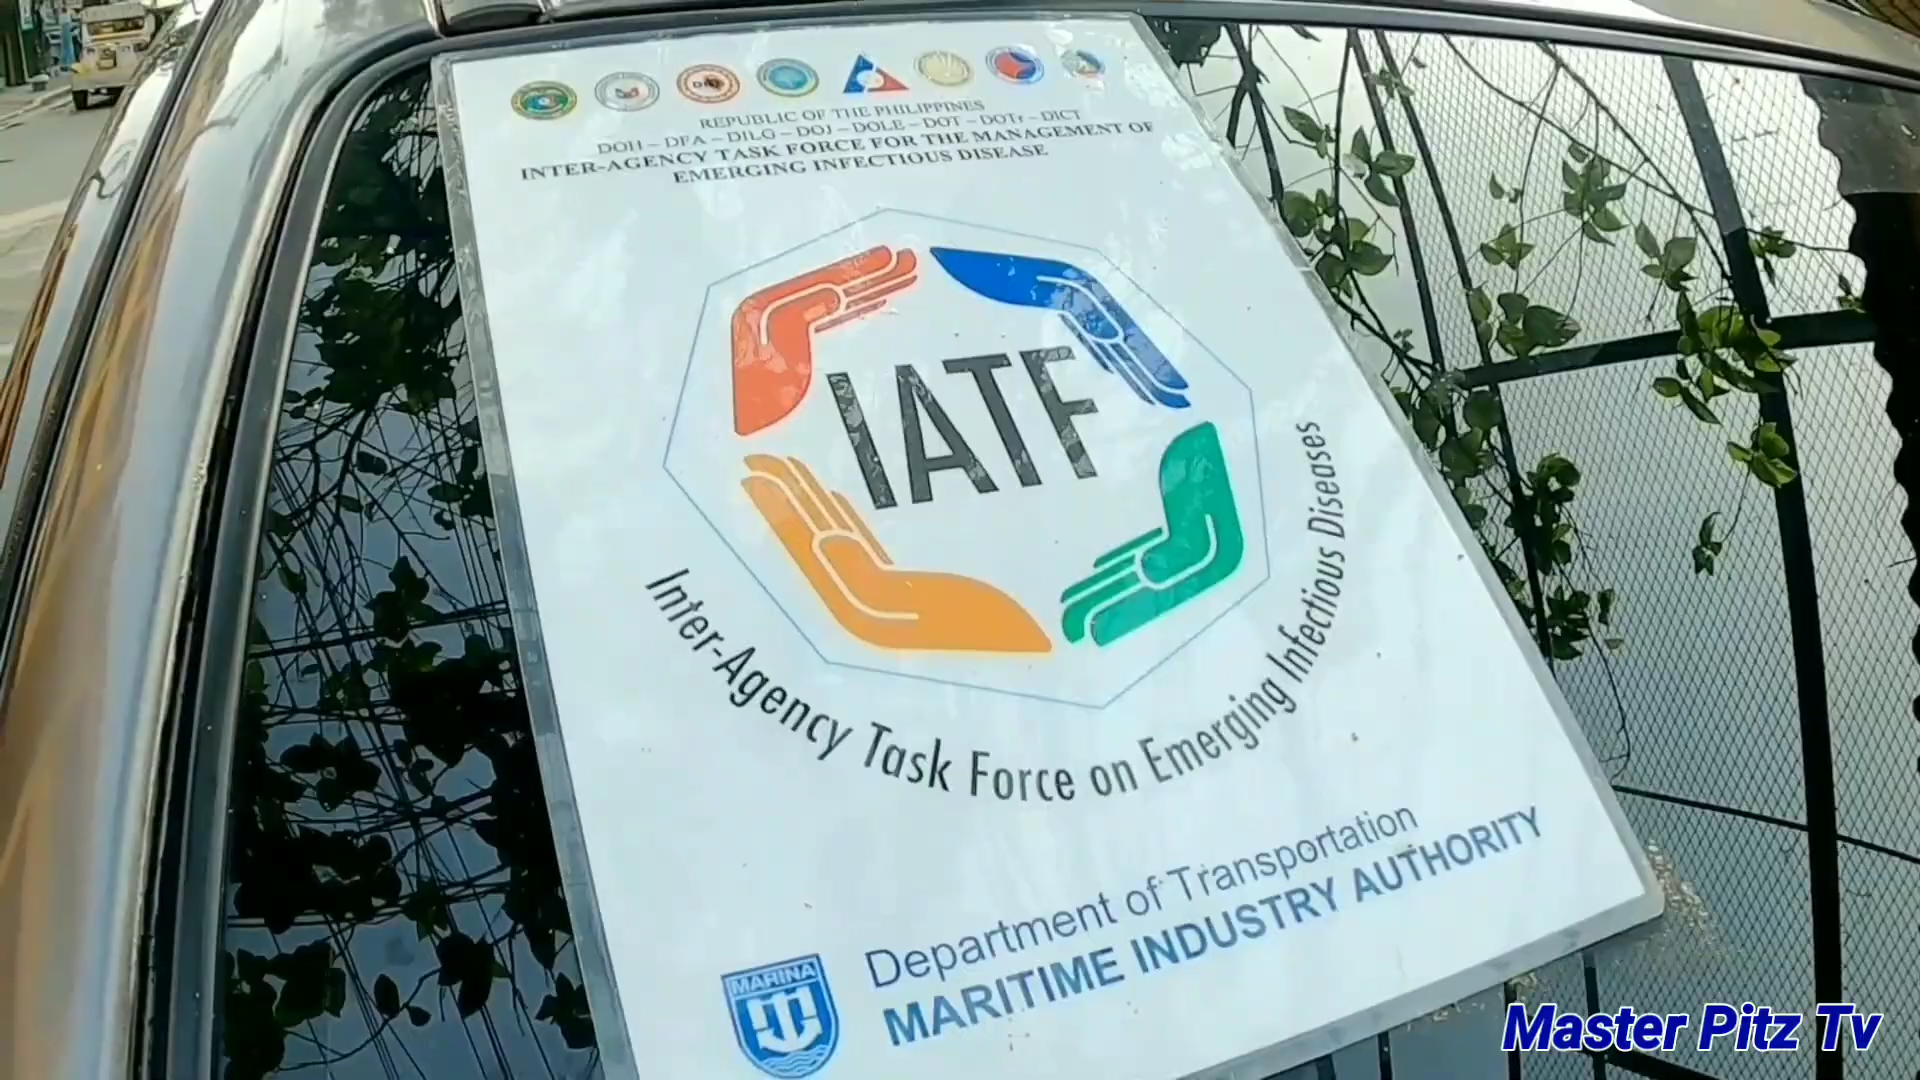 REPUBLIC OF THE PHILIPPINES
DOH – DFA – DILG – DOJ – DOLE – DOT – DOTr – DICT
INTER-AGENCY TASK FORCE FOR THE MANAGEMENT OF
EMERGING INFECTIOUS DISEASE
IATF
Inter-Agency Task Force on Emerging Infectious Diseases
MARINA
Department of Transportation
MARITIME INDUSTRY AUTHORITY
Master Pitz Tv